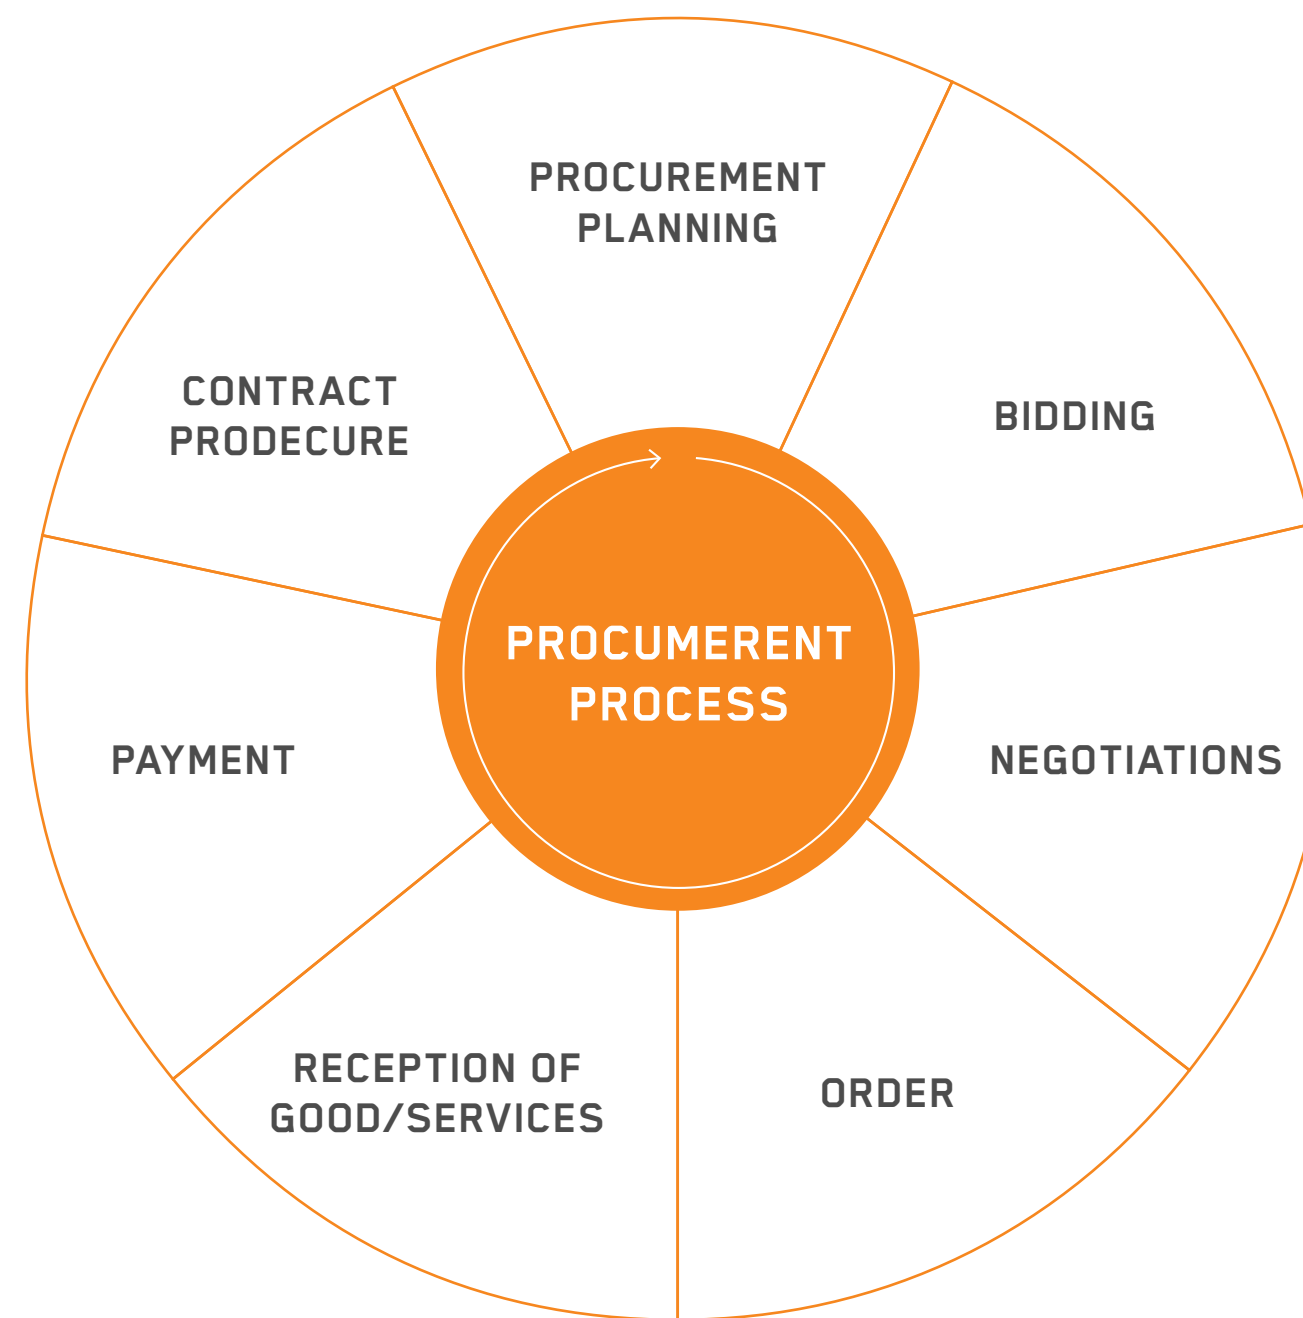 PROCUREMENT
PLANNING
BIDDING
NEGOTIATIONS
ORDER
RECEPTION OF
GOOD/SERVICES
PAYMENT
CONTRACT
PRODECURE
PROCUMERENT
PROCESS